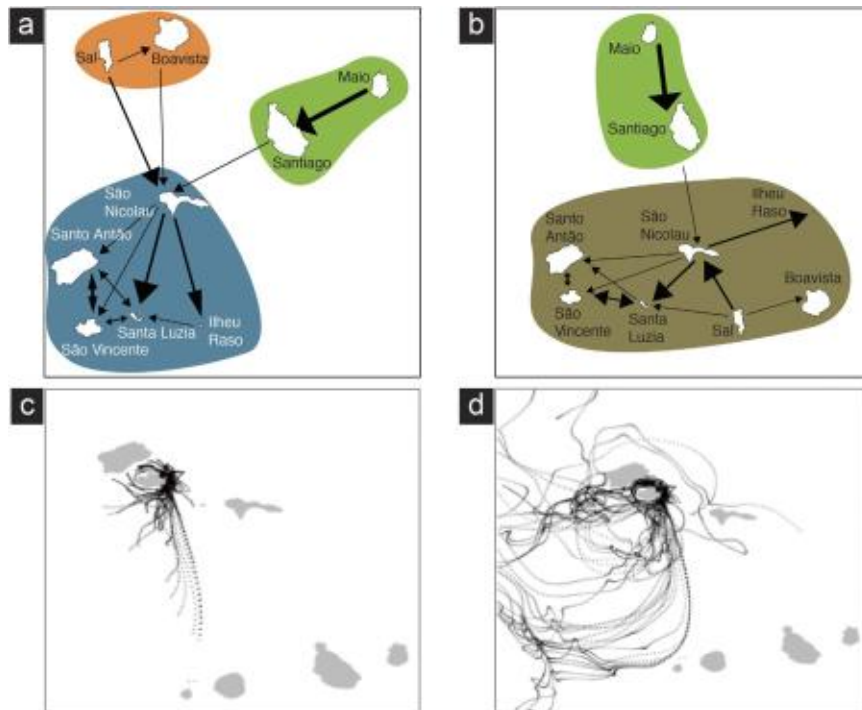 a
Sal
Boavista
Maio
Santiago
São
Nicolau
Santo Antão
São Vincente
Santa Luzia
Ilheu
Raso
b
Maio
Santiago
Ilheu
Raso
Santo
Antão
São
Nicolau
Boavista
São
Vincente
Santa
Luzia
Sal
c
d